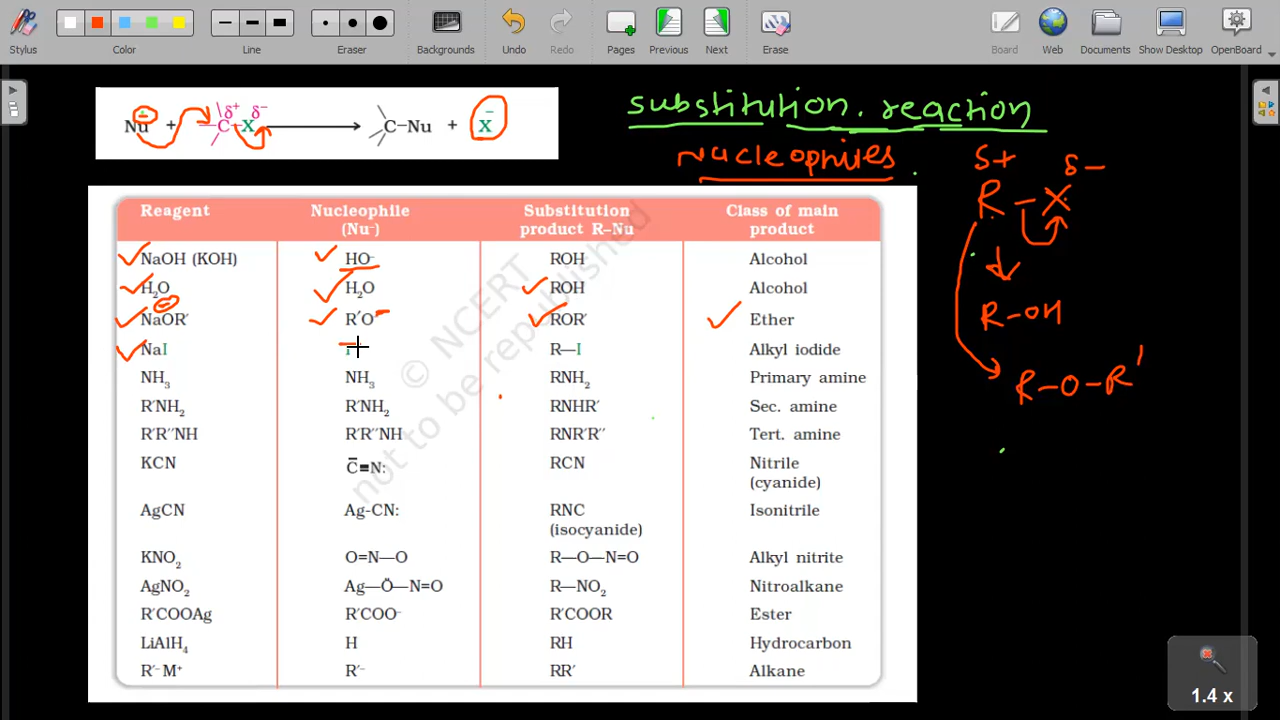 Stylus Color Line Eraser Backgrounds Undo Redo Pages Previous Next Erase Board Web Documents Show Desktop OpenBoard
Nu⁻ + C^δ+ X^δ− → C—Nu + X⁻
substitution. reaction
Nucleophiles
δ+ δ−
R – X
R–OH
R–O–R'
Reagent Nucleophile (Nu⁻) Substitution product R–Nu Class of main product
NaOH (KOH) HO⁻ ROH Alcohol
H₂O H₂O ROH Alcohol
NaOR′ R′O⁻ ROR′ Ether
NaI I⁻ R—I Alkyl iodide
NH₃ NH₃ RNH₂ Primary amine
R′NH₂ R′NH₂ RNHR′ Sec. amine
R′R″NH R′R″NH RNR′R″ Tert. amine
KCN C̄≡N: RCN Nitrile (cyanide)
AgCN Ag-CN: RNC (isocyanide) Isonitrile
KNO₂ O=N—O R—O—N=O Alkyl nitrite
AgNO₂ Ag—Ö—N=O R—NO₂ Nitroalkane
R′COOAg R′COO⁻ R′COOR Ester
LiAlH₄ H RH Hydrocarbon
R′⁻ M⁺ R′⁻ RR′ Alkane
© NCERT
not to be republished
1.4 x